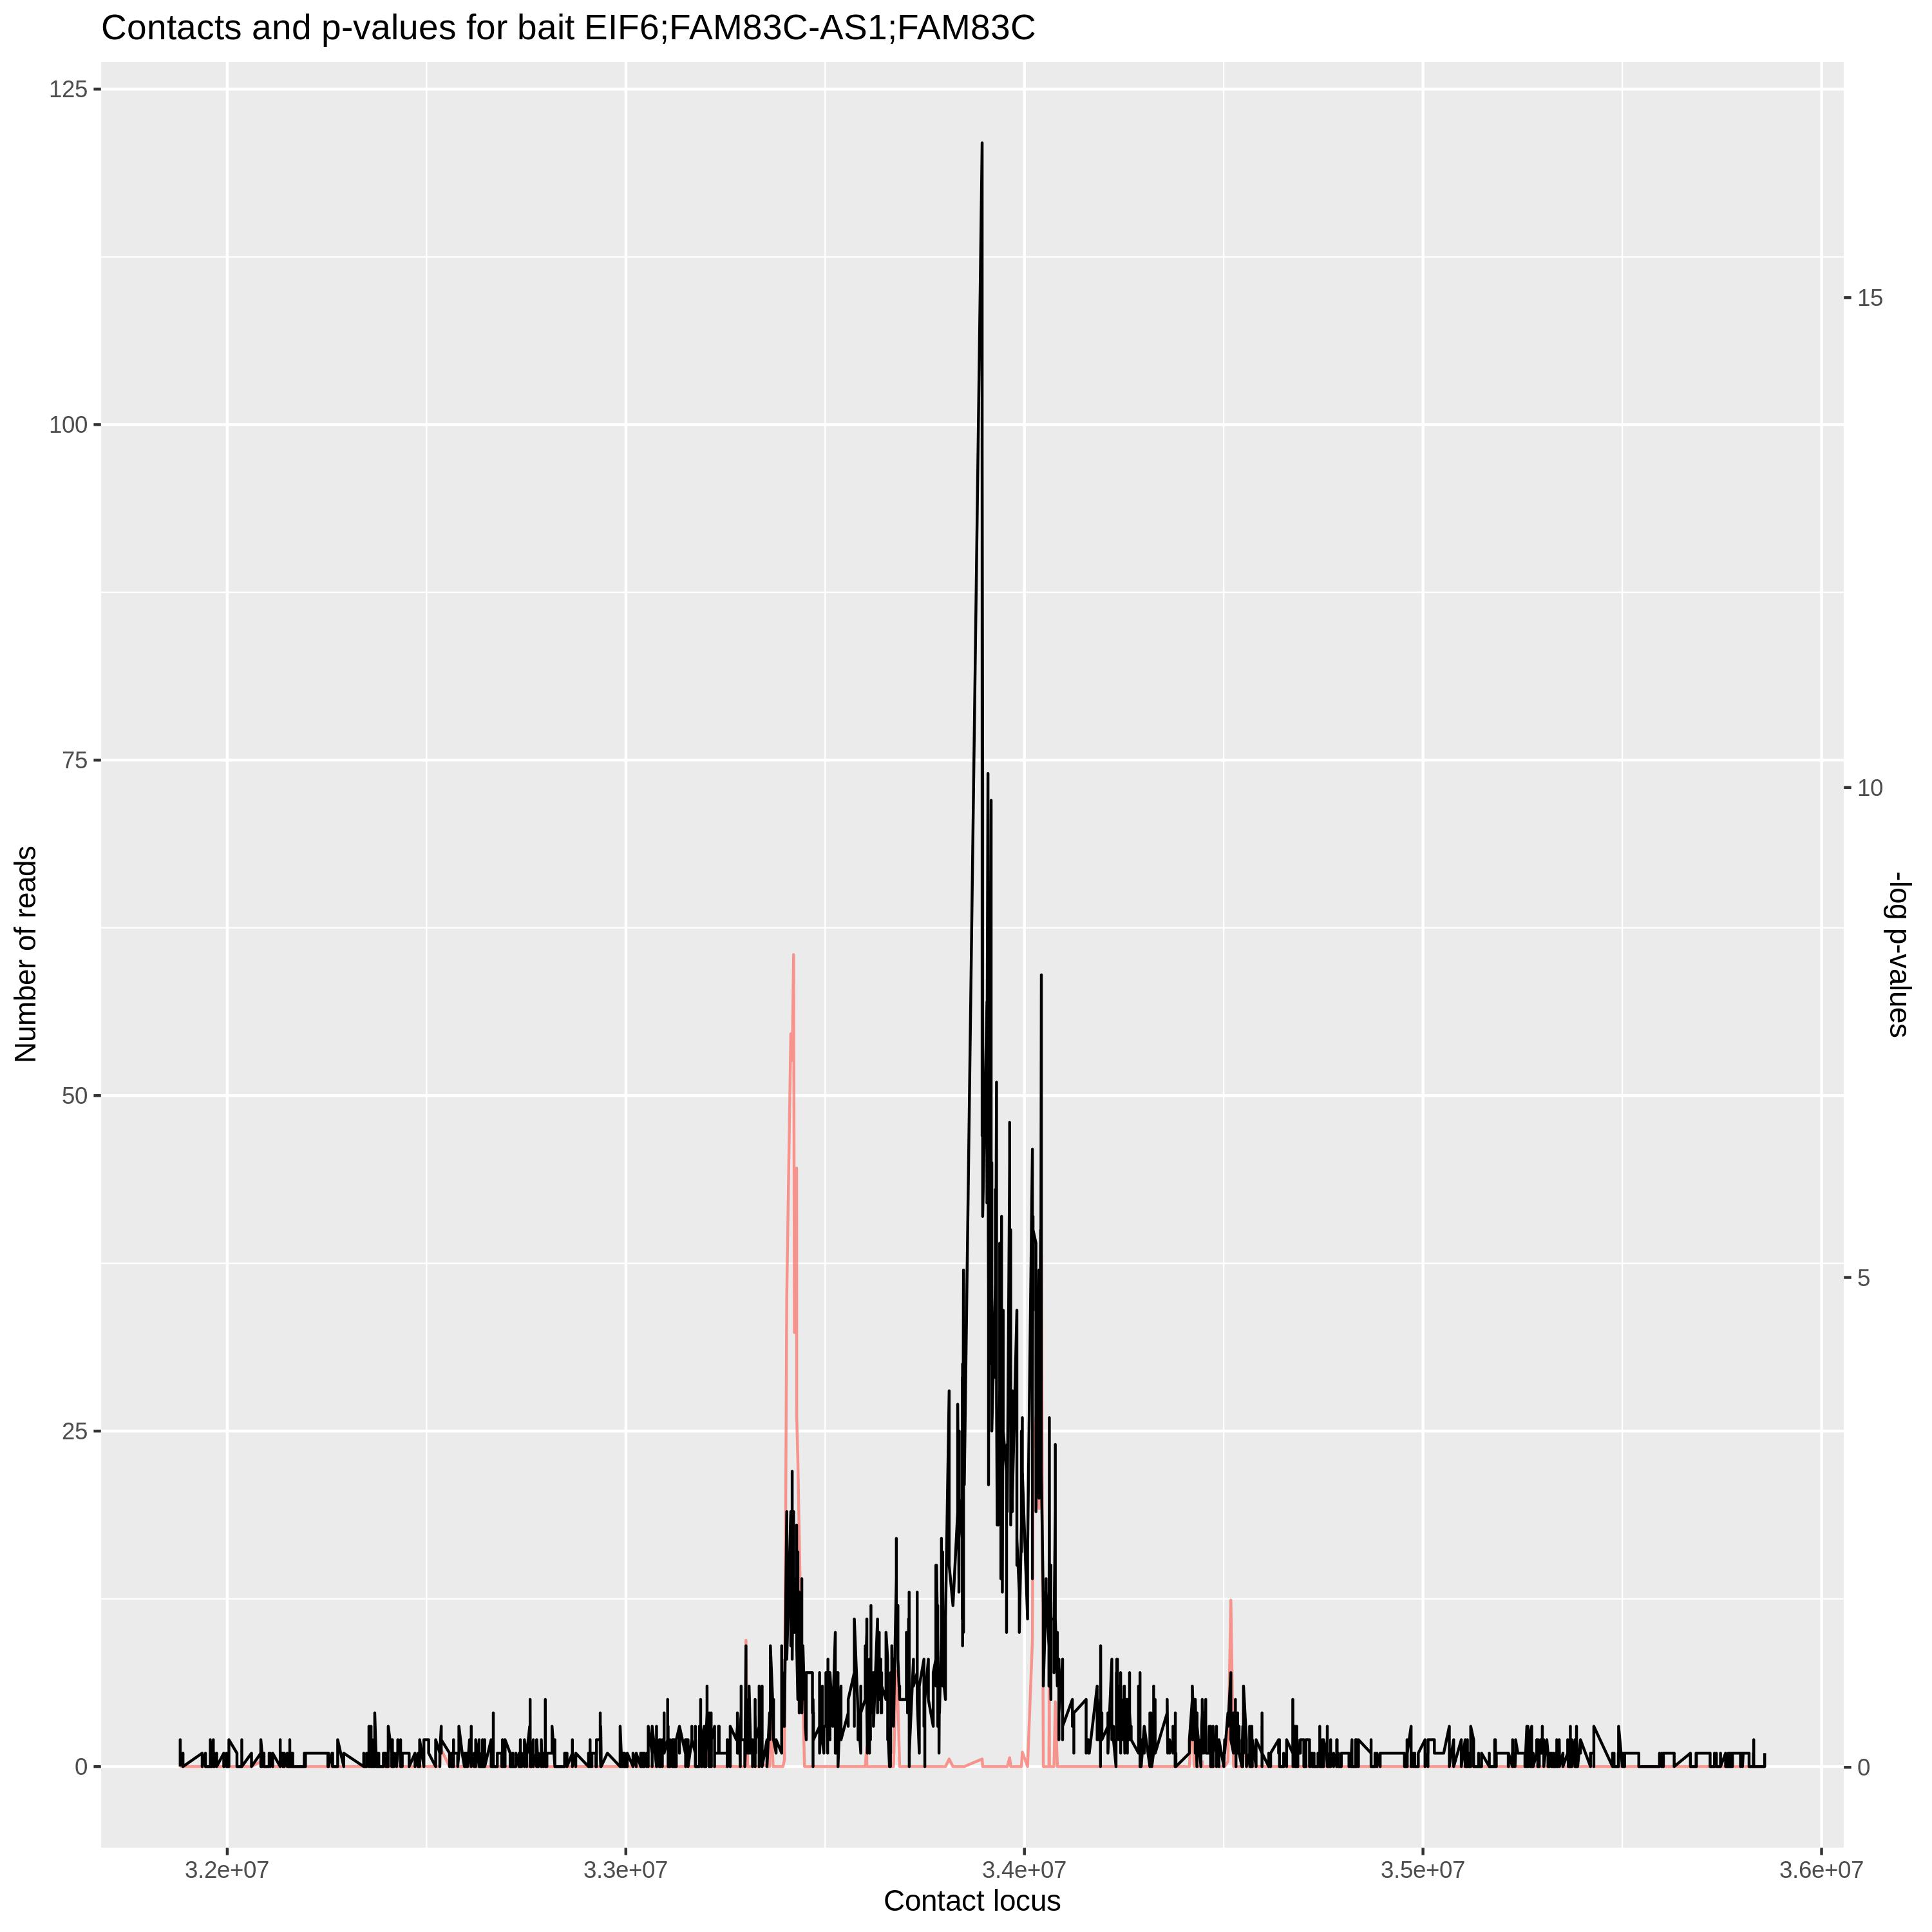 Contacts and p-values for bait EIF6;FAM83C-AS1;FAM83C
125
100
75
50
25
0
Number of reads
15
10
5
0
-log p-values
3.2e+07
3.3e+07
3.4e+07
3.5e+07
3.6e+07
Contact locus